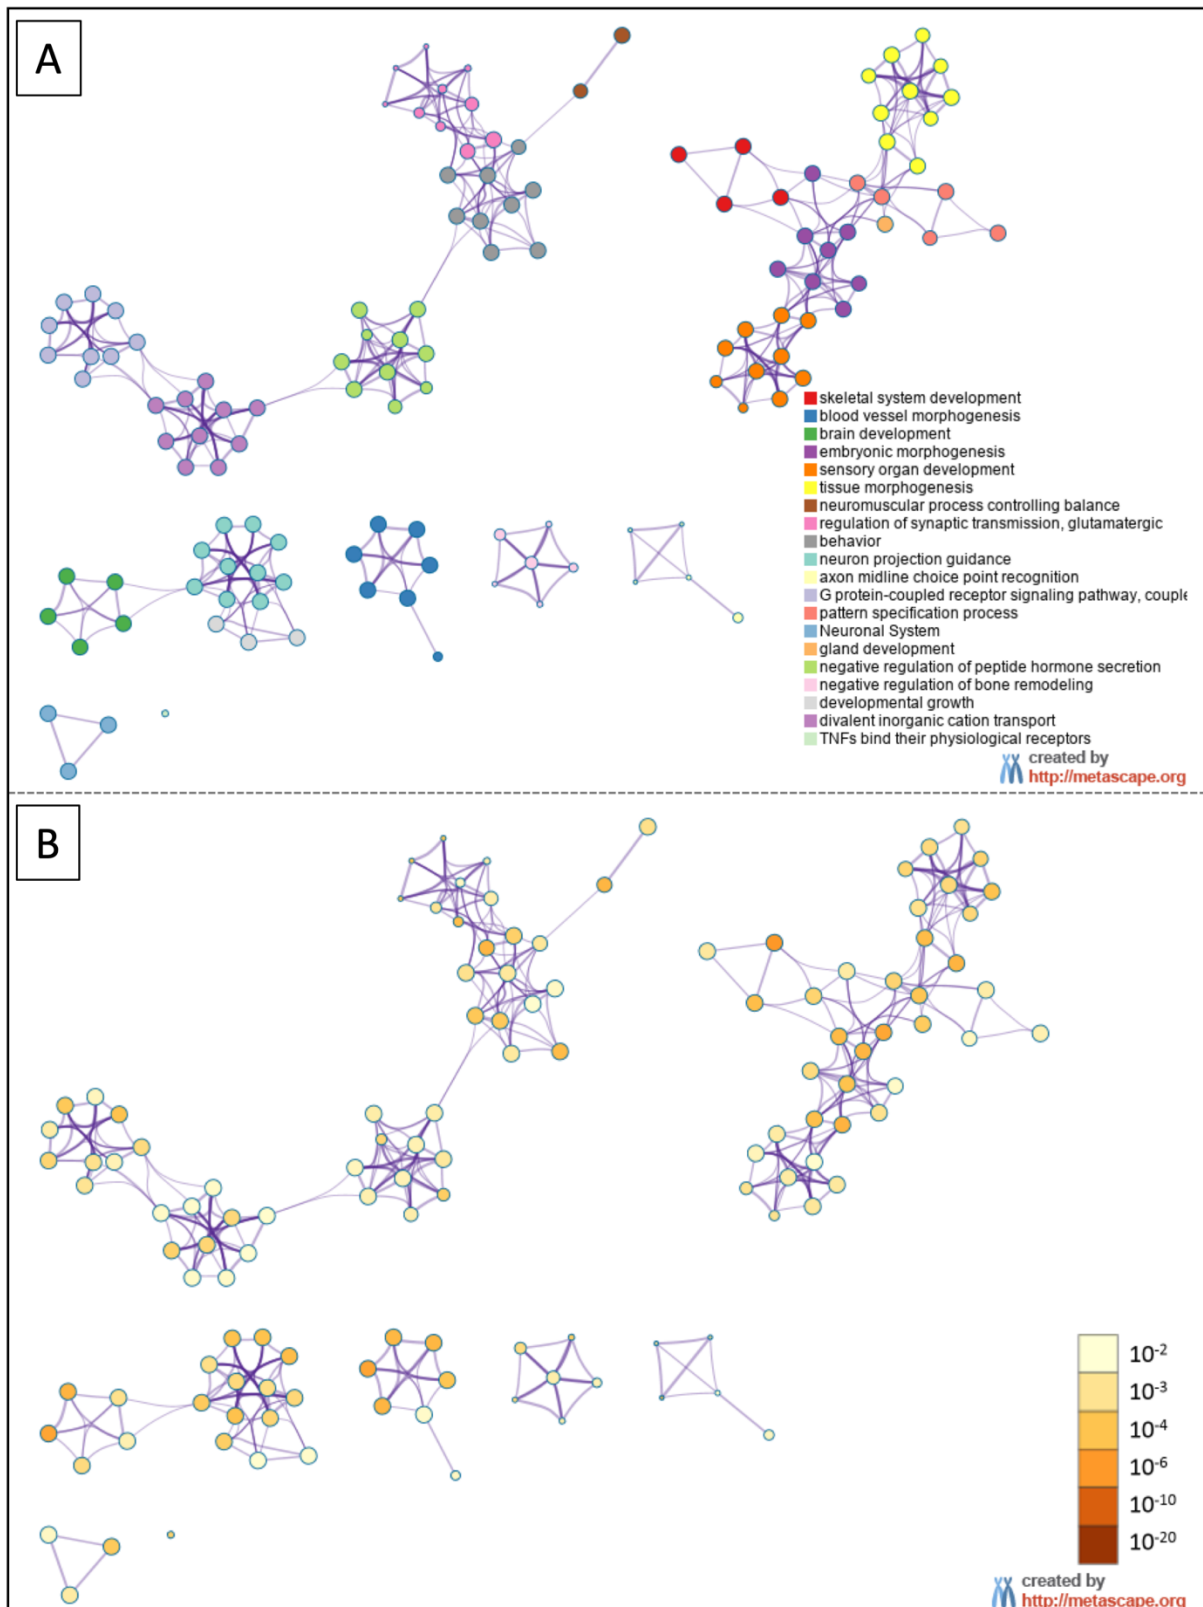 A
skeletal system development
blood vessel morphogenesis
brain development
embryonic morphogenesis
sensory organ development
tissue morphogenesis
neuromuscular process controlling balance
regulation of synaptic transmission, glutamatergic
behavior
neuron projection guidance
axon midline choice point recognition
G protein-coupled receptor signaling pathway, couple
pattern specification process
Neuronal System
gland development
negative regulation of peptide hormone secretion
negative regulation of bone remodeling
developmental growth
divalent inorganic cation transport
TNFs bind their physiological receptors
created by
http://metascape.org
B
10⁻²
10⁻³
10⁻⁴
10⁻⁶
10⁻¹⁰
10⁻²⁰
created by
http://metascape.org